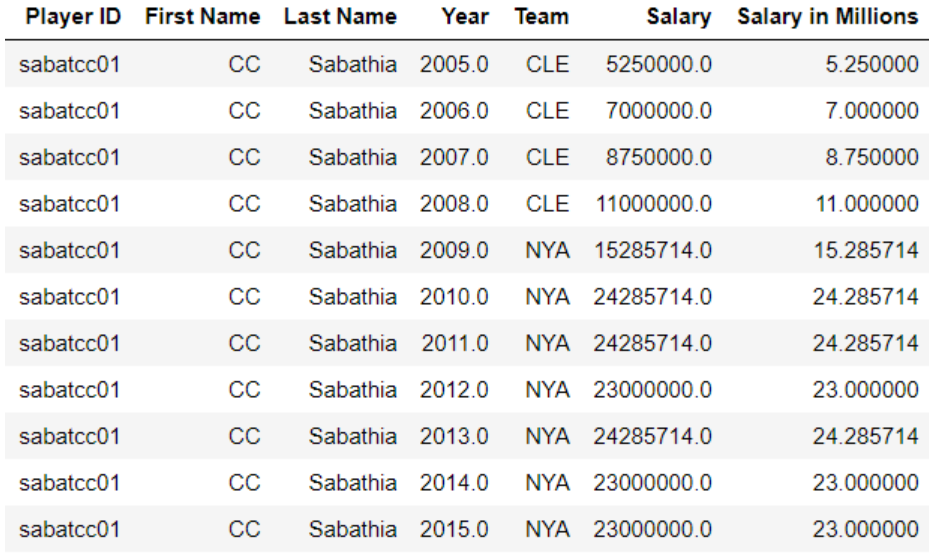 Player ID First Name Last Name Year Team Salary Salary in Millions
sabatcc01 CC Sabathia 2005.0 CLE 5250000.0 5.250000
sabatcc01 CC Sabathia 2006.0 CLE 7000000.0 7.000000
sabatcc01 CC Sabathia 2007.0 CLE 8750000.0 8.750000
sabatcc01 CC Sabathia 2008.0 CLE 11000000.0 11.000000
sabatcc01 CC Sabathia 2009.0 NYA 15285714.0 15.285714
sabatcc01 CC Sabathia 2010.0 NYA 24285714.0 24.285714
sabatcc01 CC Sabathia 2011.0 NYA 24285714.0 24.285714
sabatcc01 CC Sabathia 2012.0 NYA 23000000.0 23.000000
sabatcc01 CC Sabathia 2013.0 NYA 24285714.0 24.285714
sabatcc01 CC Sabathia 2014.0 NYA 23000000.0 23.000000
sabatcc01 CC Sabathia 2015.0 NYA 23000000.0 23.000000